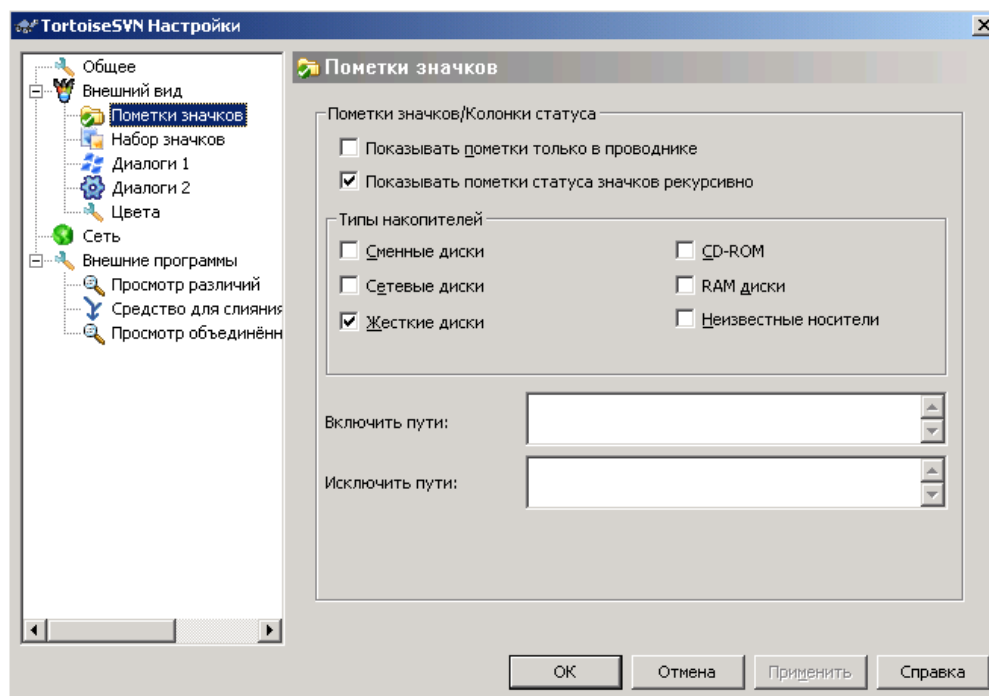 TortoiseSVN Настройки
Общее
Внешний вид
Пометки значков
Набор значков
Диалоги 1
Диалоги 2
Цвета
Сеть
Внешние программы
Просмотр различий
Средство для слияния
Просмотр объединённ
Пометки значков
Пометки значков/Колонки статуса
Показывать пометки только в проводнике
Показывать пометки статуса значков рекурсивно
Типы накопителей
Сменные диски
CD-ROM
Сетевые диски
RAM диски
Жесткие диски
Неизвестные носители
Включить пути:
Исключить пути:
ОК
Отмена
Применить
Справка